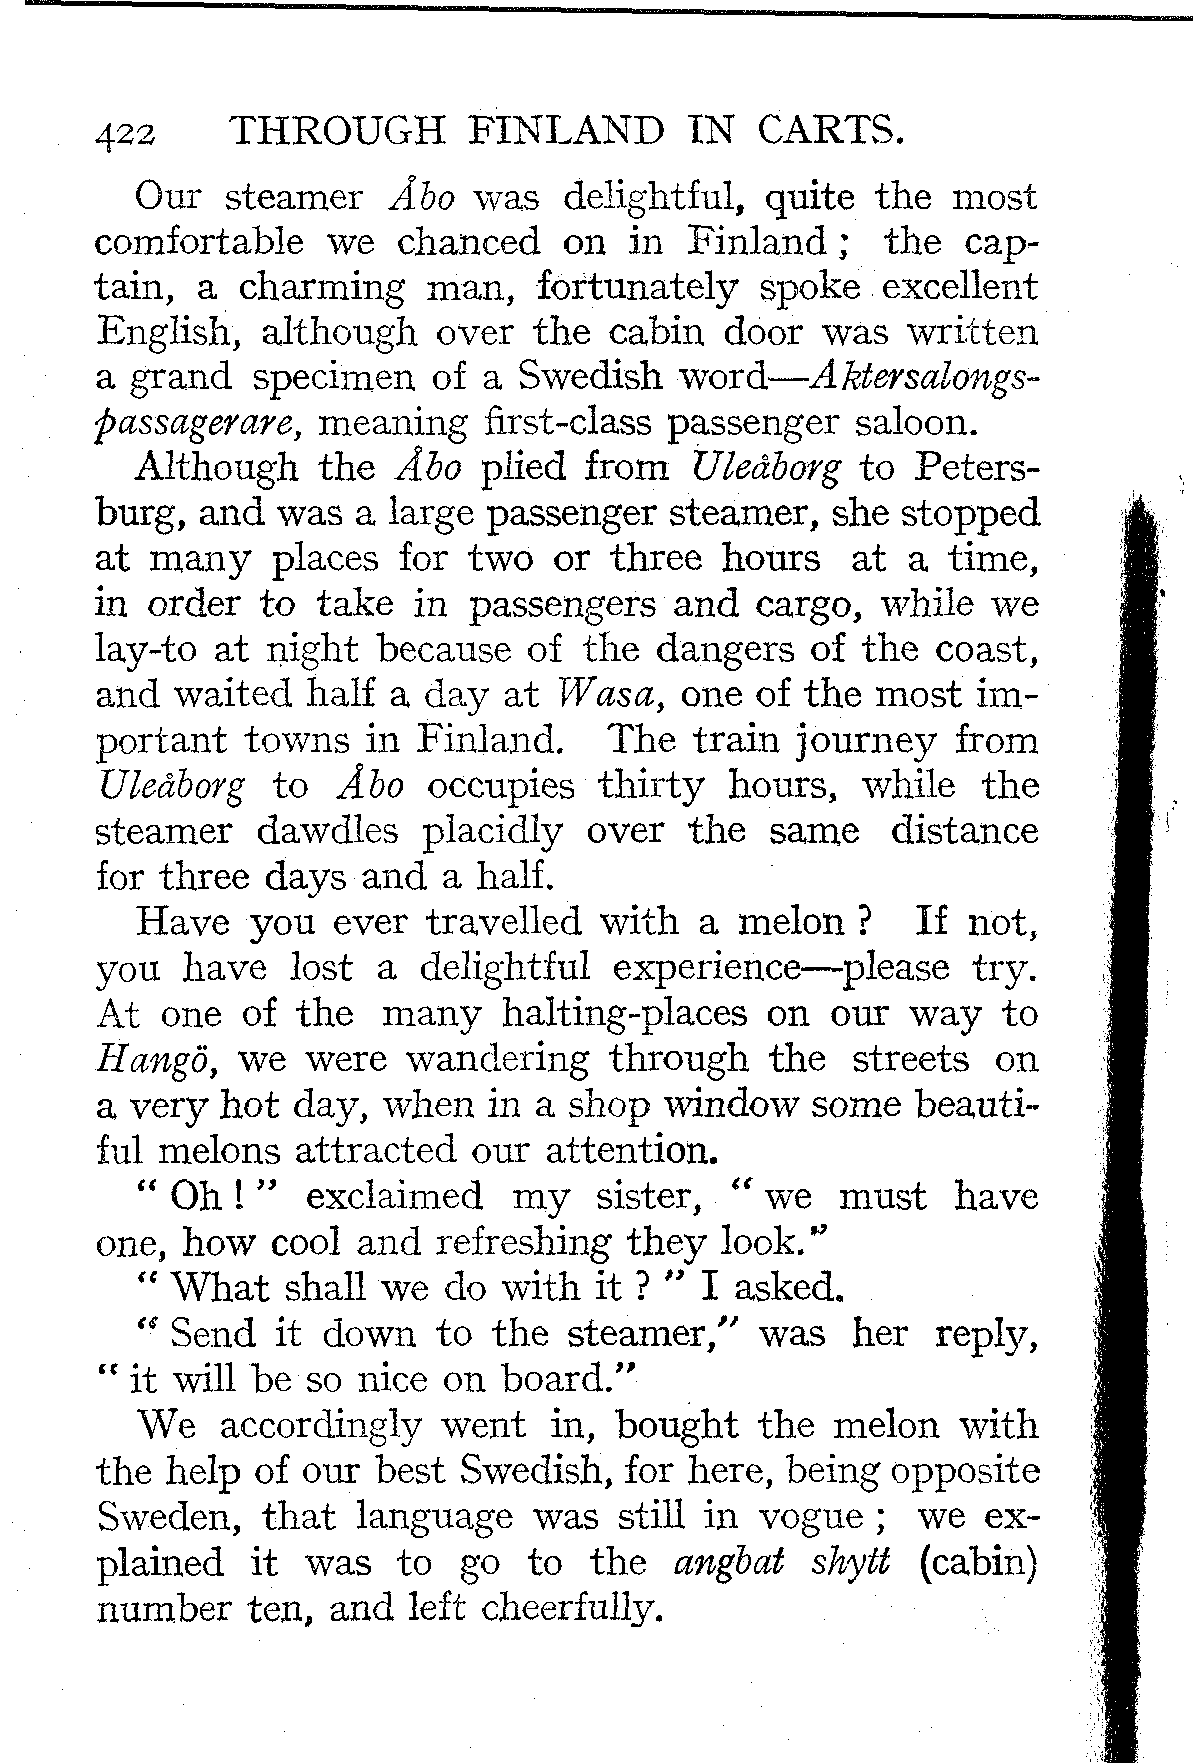 422 THROUGH FINLAND IN CARTS.
Our steamer Åbo was delightful, quite the most
comfortable we chanced on in Finland ; the cap-
tain, a charming man, fortunately spoke excellent
English, although over the cabin door was written
a grand specimen of a Swedish word—Aktersalongs-
passagerare, meaning first-class passenger saloon.
Although the Åbo plied from Uleåborg to Peters-
burg, and was a large passenger steamer, she stopped
at many places for two or three hours at a time,
in order to take in passengers and cargo, while we
lay-to at night because of the dangers of the coast,
and waited half a day at Wasa, one of the most im-
portant towns in Finland. The train journey from
Uleåborg to Åbo occupies thirty hours, while the
steamer dawdles placidly over the same distance
for three days and a half.
Have you ever travelled with a melon ? If not,
you have lost a delightful experience—please try.
At one of the many halting-places on our way to
Hangö, we were wandering through the streets on
a very hot day, when in a shop window some beauti-
ful melons attracted our attention.
“ Oh ! ” exclaimed my sister, “ we must have
one, how cool and refreshing they look.”
“ What shall we do with it ? ” I asked.
“ Send it down to the steamer,” was her reply,
“ it will be so nice on board.”
We accordingly went in, bought the melon with
the help of our best Swedish, for here, being opposite
Sweden, that language was still in vogue ; we ex-
plained it was to go to the angbat shytt (cabin)
number ten, and left cheerfully.